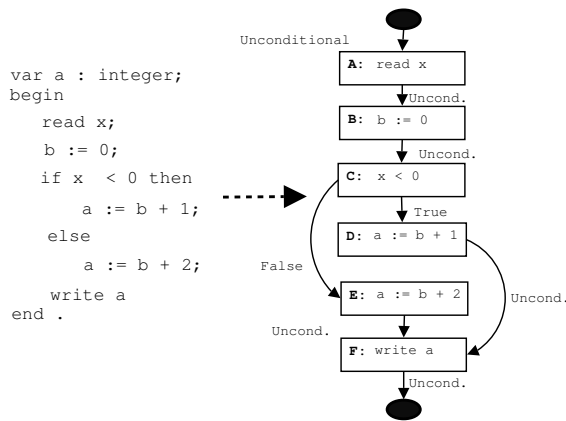 var a : integer;
begin
read x;
b := 0;
if x < 0 then
a := b + 1;
else
a := b + 2;
write a
end .
Unconditional
A: read x
Uncond.
B: b := 0
Uncond.
C: x < 0
True
D: a := b + 1
False
E: a := b + 2
Uncond.
Uncond.
F: write a
Uncond.